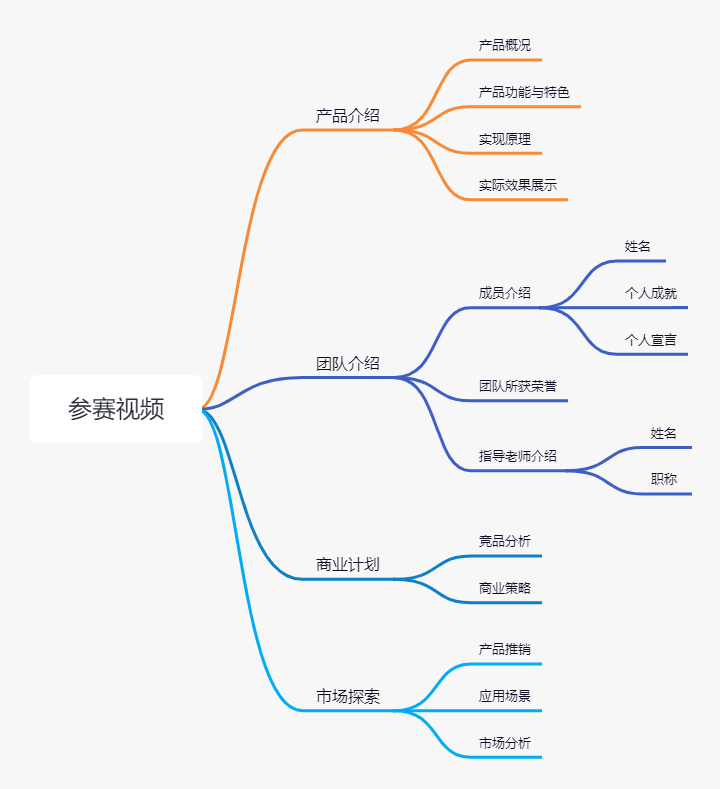 参赛视频
产品介绍
产品概况
产品功能与特色
实现原理
实际效果展示
团队介绍
成员介绍
姓名
个人成就
个人宣言
团队所获荣誉
指导老师介绍
姓名
职称
商业计划
竞品分析
商业策略
市场探索
产品推销
应用场景
市场分析